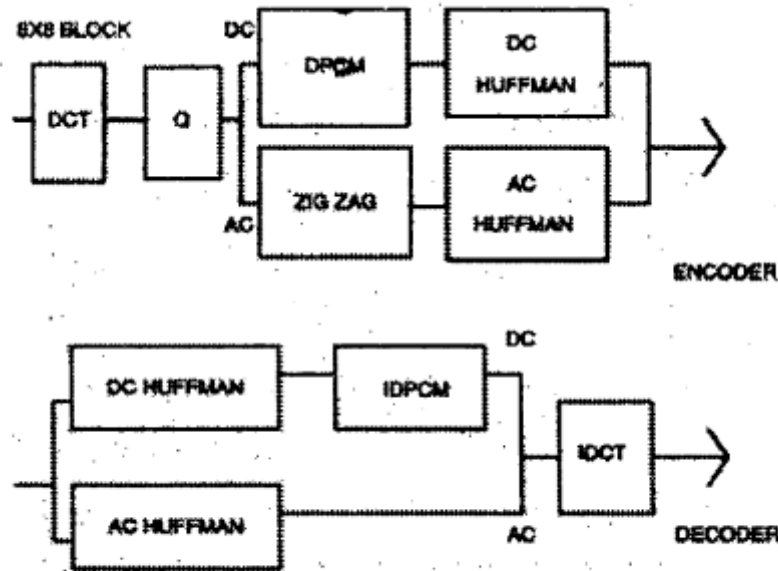 8X8 BLOCK
DC
DCT
Q
DPCM
DC
HUFFMAN
ZIG ZAG
AC
HUFFMAN
AC
ENCODER
DC HUFFMAN
IDPCM
DC
IDCT
AC HUFFMAN
AC
DECODER